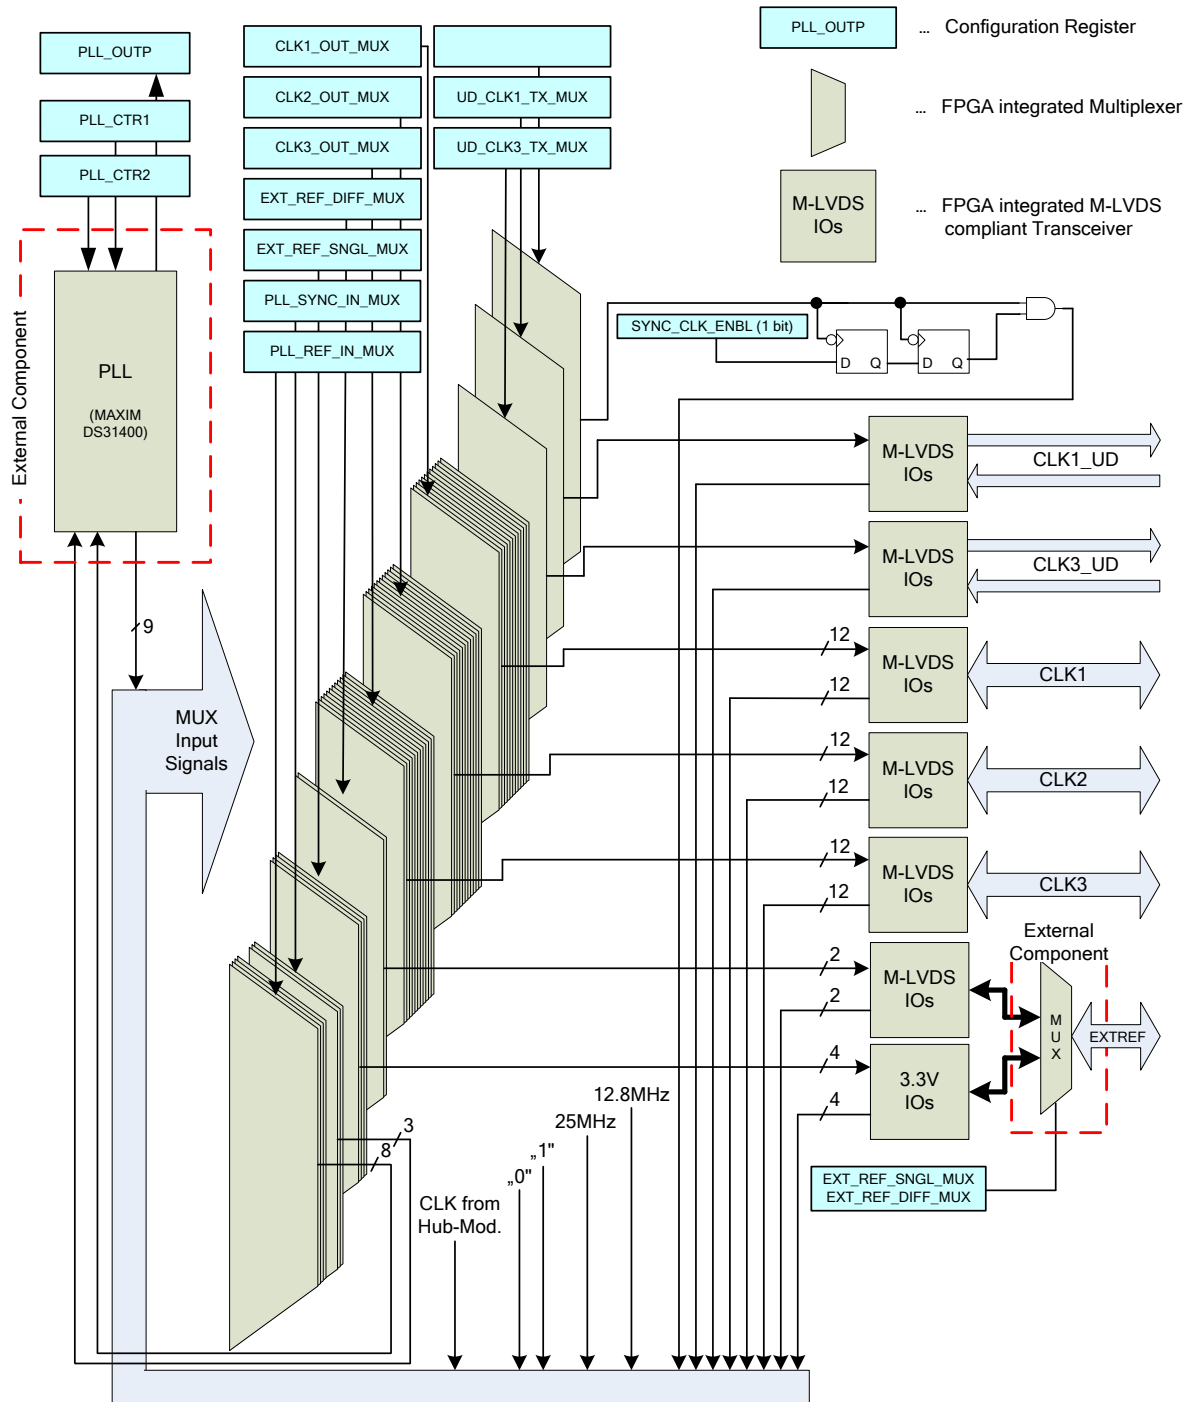 PLL_OUTP
PLL_CTR1
PLL_CTR2
CLK1_OUT_MUX
CLK2_OUT_MUX
CLK3_OUT_MUX
EXT_REF_DIFF_MUX
EXT_REF_SNGL_MUX
PLL_SYNC_IN_MUX
PLL_REF_IN_MUX
UD_CLK1_TX_MUX
UD_CLK3_TX_MUX
PLL_OUTP
... Configuration Register
... FPGA integrated Multiplexer
M-LVDS
IOs
... FPGA integrated M-LVDS
compliant Transceiver
External Component
PLL
(MAXIM
DS31400)
9
MUX
Input
Signals
SYNC_CLK_ENBL (1 bit)
D Q
D Q
M-LVDS
IOs
CLK1_UD
M-LVDS
IOs
CLK3_UD
12
12
M-LVDS
IOs
CLK1
12
12
M-LVDS
IOs
CLK2
12
12
M-LVDS
IOs
CLK3
2
2
M-LVDS
IOs
4
4
3.3V
IOs
External
Component
MUX
EXTREF
EXT_REF_SNGL_MUX
EXT_REF_DIFF_MUX
3
8
CLK from
Hub-Mod.
„0"
„1"
25MHz
12.8MHz